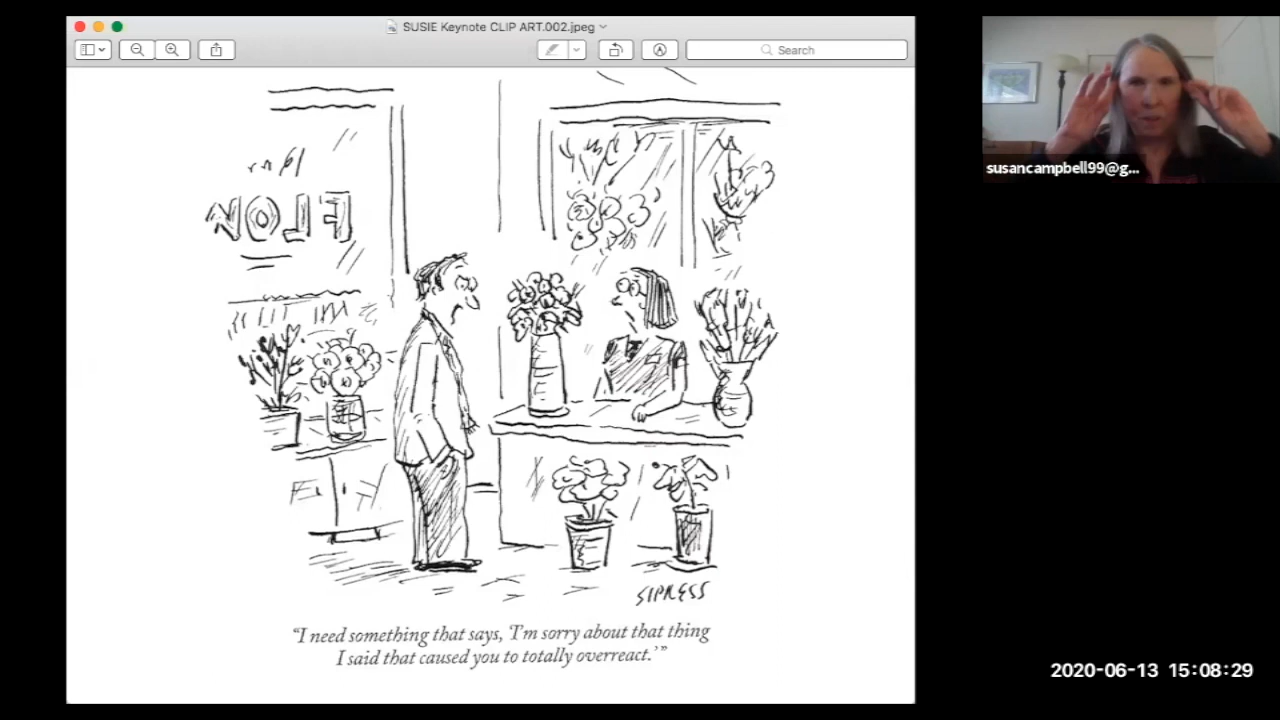 SUSIE Keynote CLIP ART.002.jpeg
Search
susancampbell99@g...
FLOW
SIPRESS
“I need something that says, ‘I’m sorry about that thing
I said that caused you to totally overreact.’”
2020-06-13 15:08:29